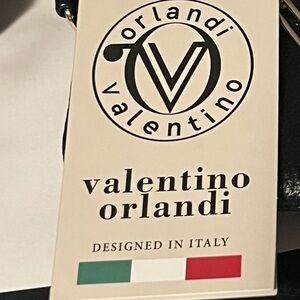 orlandi
V
valentino
valentino
orlandi
DESIGNED IN ITALY